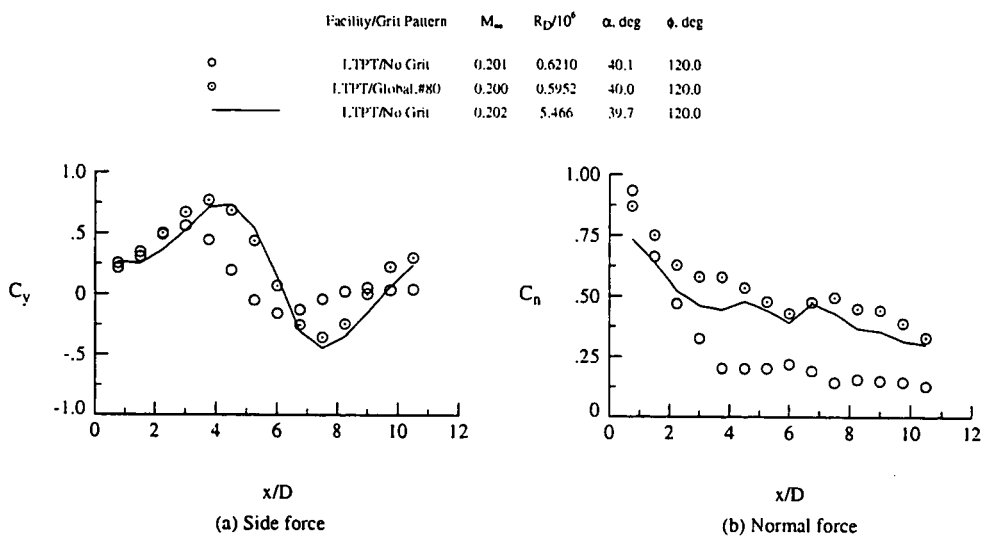 Facility/Grit Pattern M∞ R_D/10⁶ α, deg ϕ, deg
LTPT/No Grit 0.201 0.6210 40.1 120.0
LTPT/Global,#80 0.200 0.5952 40.0 120.0
LTPT/No Grit 0.202 5.466 39.7 120.0
1.0
.5
C_y 0
-.5
-1.0
0 2 4 6 8 10 12
x/D
(a) Side force
1.00
.75
C_n .50
.25
0
0 2 4 6 8 10 12
x/D
(b) Normal force